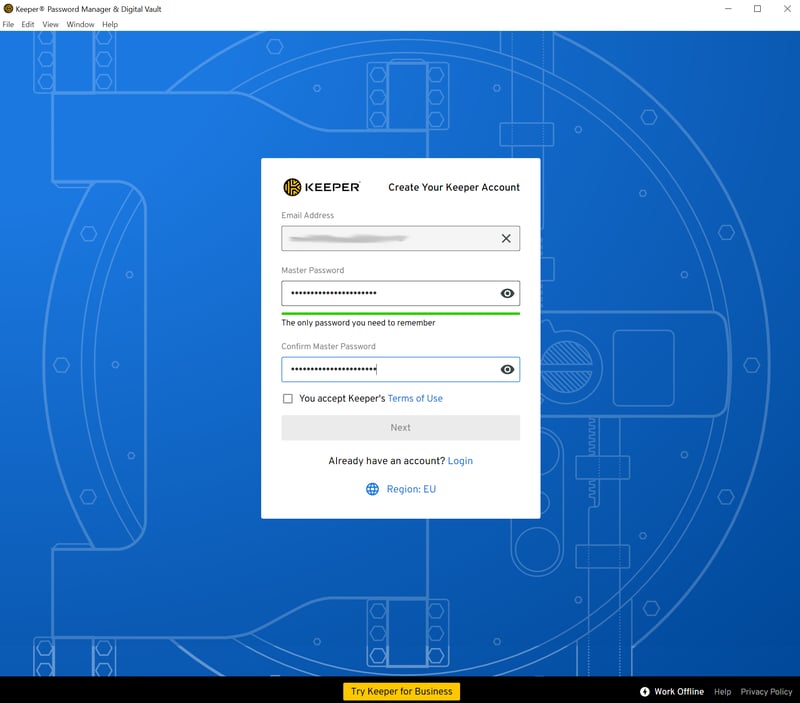 Keeper® Password Manager & Digital Vault
File Edit View Window Help
KEEPER Create Your Keeper Account
Email Address
Master Password
••••••••••••••••••••••
The only password you need to remember
Confirm Master Password
••••••••••••••••••••••
You accept Keeper's Terms of Use
Next
Already have an account? Login
Region: EU
Try Keeper for Business
Work Offline Help Privacy Policy